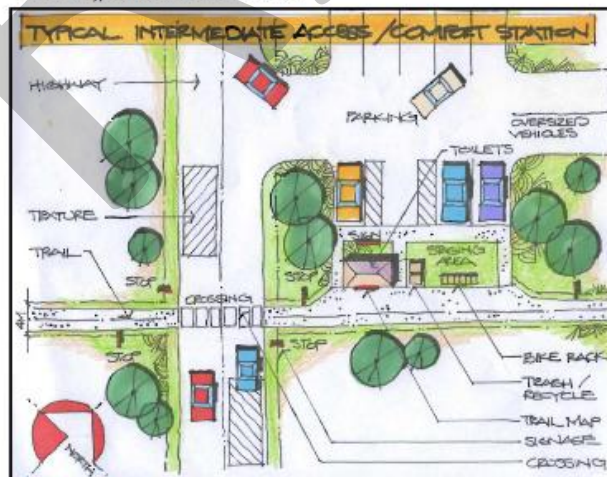 TYPICAL INTERMEDIATE ACCESS / COMFORT STATION
HIGHWAY
PARKING
OVERSIZED
VEHICLES
TOILETS
TEXTURE
SIGN
STAGING
AREA
TRAIL
STOP
STOP
CROSSING
4M
STOP
STOP
BIKE RACK
TRASH /
RECYCLE
TRAIL MAP
SIGNAGE
CROSSING
NORTH